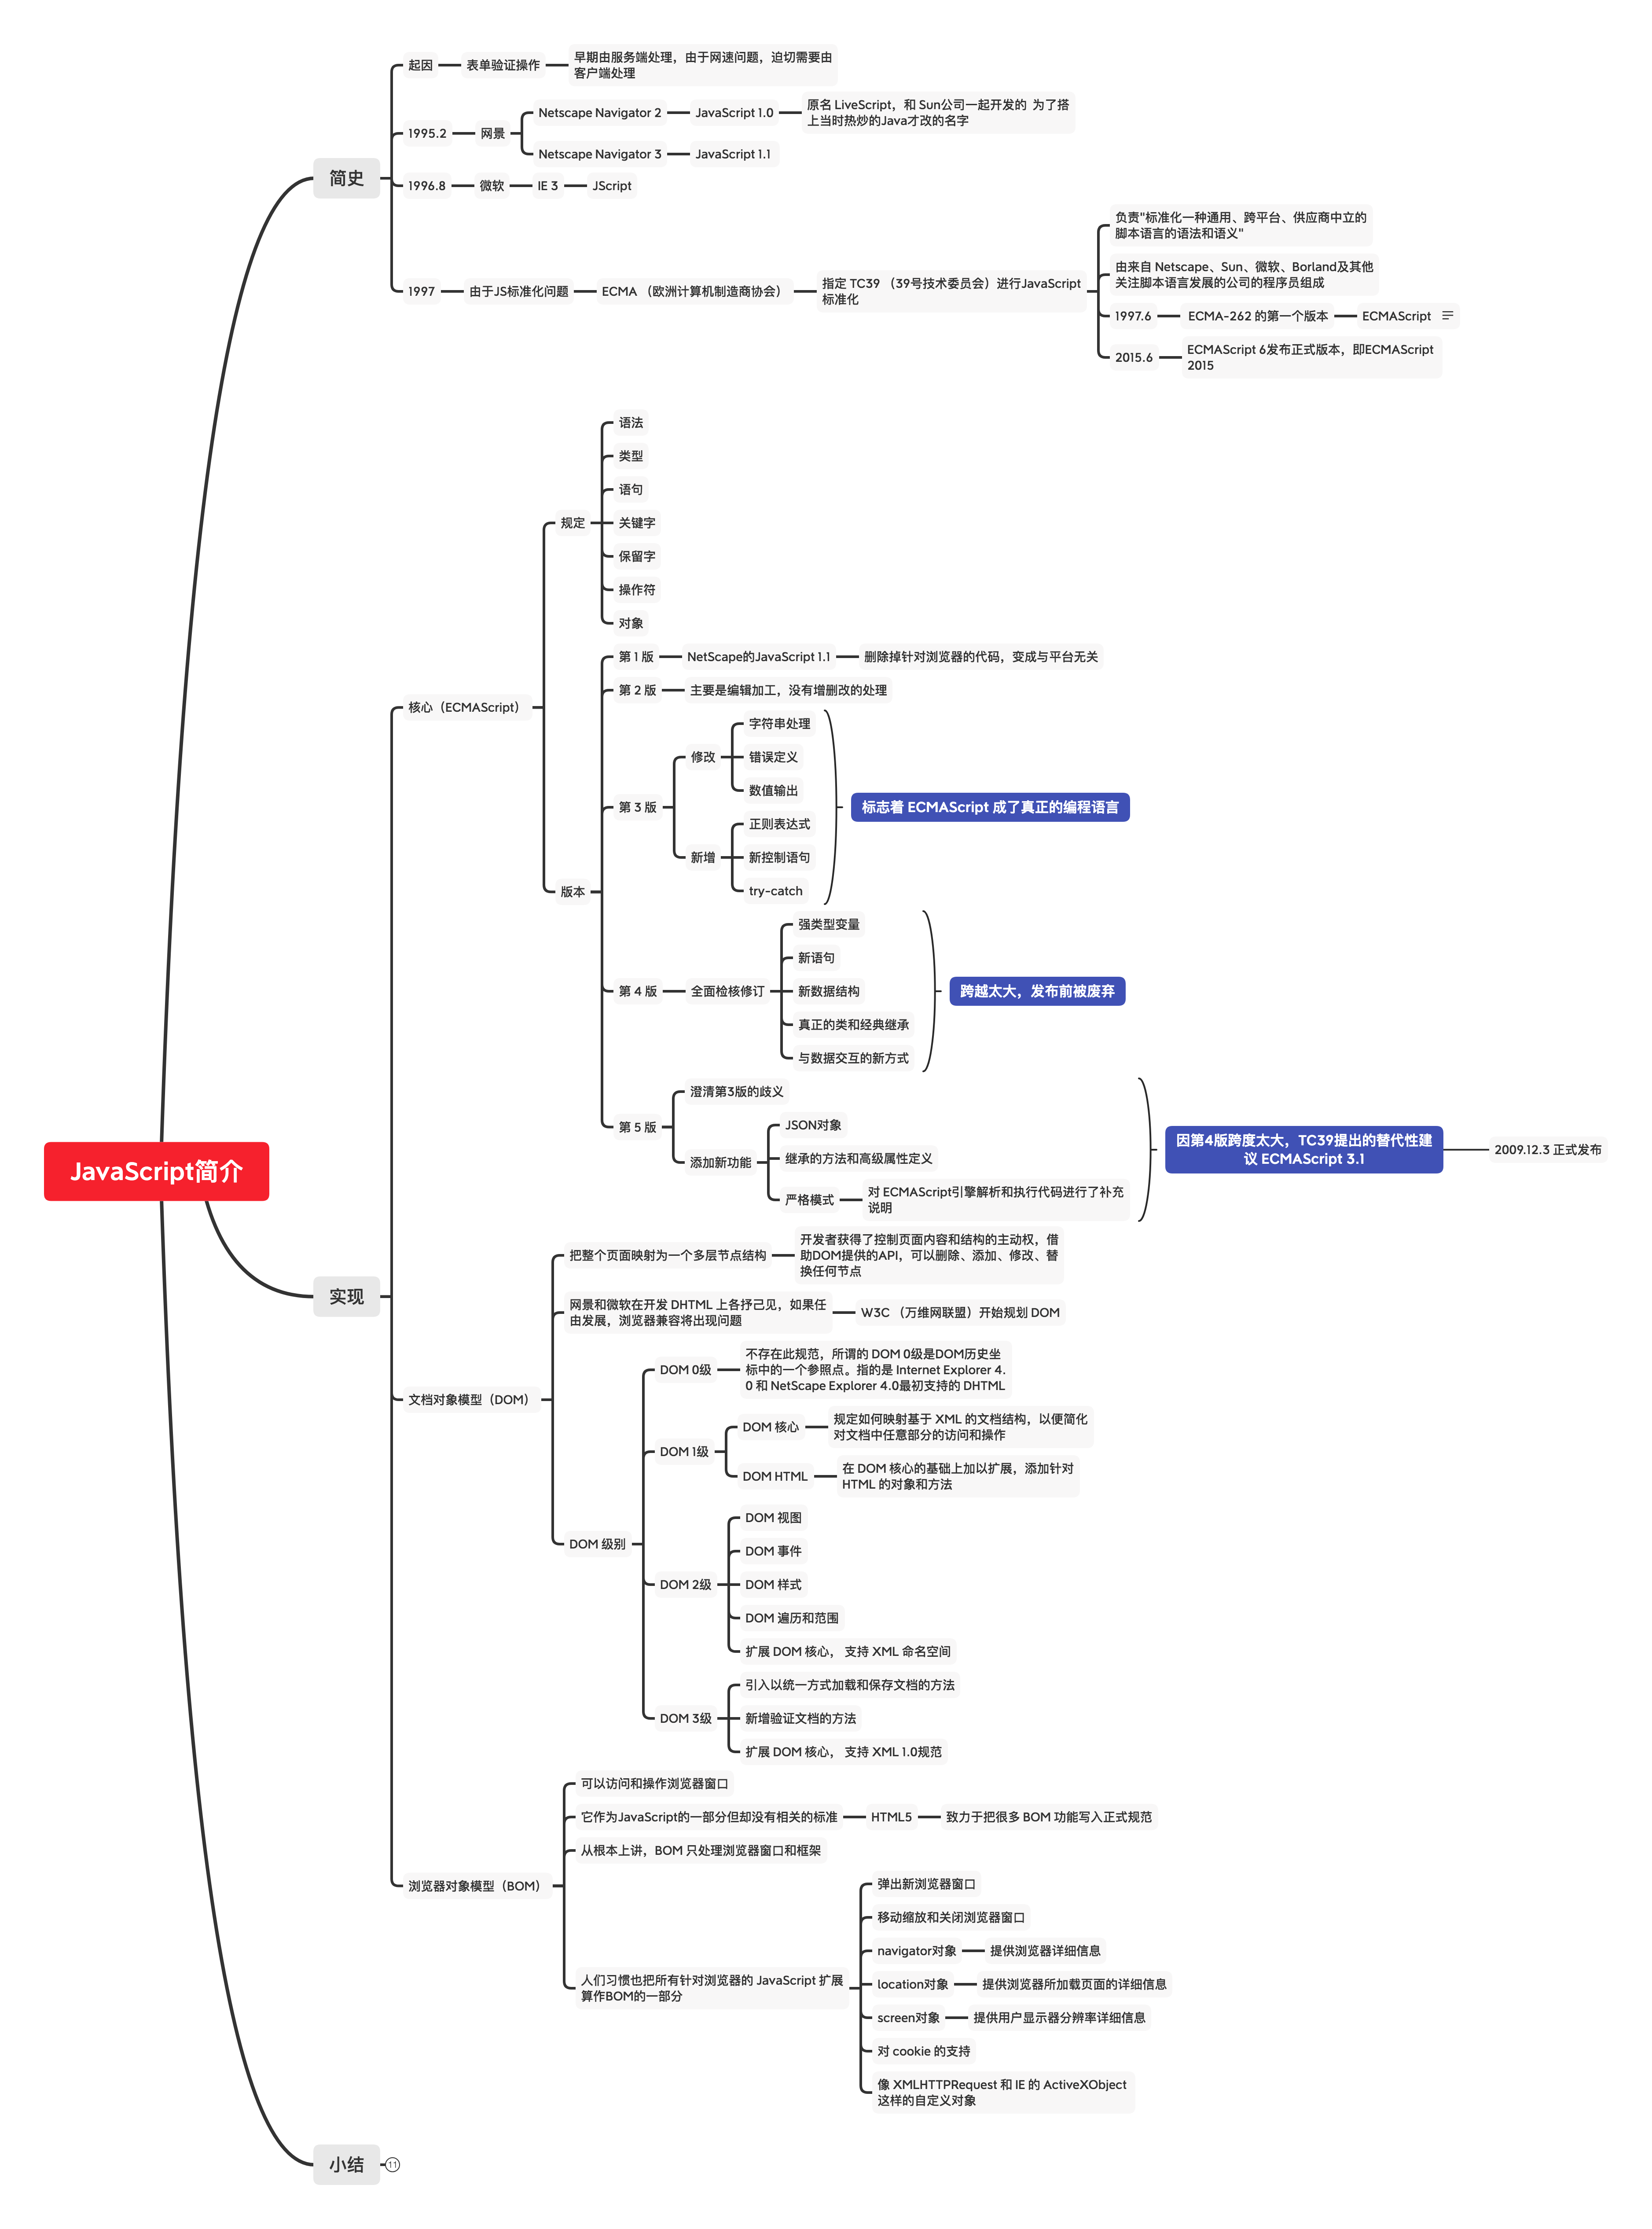 JavaScript简介
简史
起因
表单验证操作
早期由服务端处理，由于网速问题，迫切需要由
客户端处理
1995.2
网景
Netscape Navigator 2
JavaScript 1.0
原名 LiveScript，和 Sun公司一起开发的 为了搭
上当时热炒的Java才改的名字
Netscape Navigator 3
JavaScript 1.1
1996.8
微软
IE 3
JScript
1997
由于JS标准化问题
ECMA （欧洲计算机制造商协会）
指定 TC39 （39号技术委员会）进行JavaScript
标准化
负责"标准化一种通用、跨平台、供应商中立的
脚本语言的语法和语义"
由来自 Netscape、Sun、微软、Borland及其他
关注脚本语言发展的公司的程序员组成
1997.6
ECMA-262 的第一个版本
ECMAScript
2015.6
ECMAScript 6发布正式版本，即ECMAScript
2015
实现
核心（ECMAScript）
规定
语法
类型
语句
关键字
保留字
操作符
对象
版本
第 1 版
NetScape的JavaScript 1.1
删除掉针对浏览器的代码，变成与平台无关
第 2 版
主要是编辑加工，没有增删改的处理
第 3 版
修改
字符串处理
错误定义
数值输出
新增
正则表达式
新控制语句
try-catch
标志着 ECMAScript 成了真正的编程语言
第 4 版
全面检核修订
强类型变量
新语句
新数据结构
真正的类和经典继承
与数据交互的新方式
跨越太大，发布前被废弃
第 5 版
澄清第3版的歧义
添加新功能
JSON对象
继承的方法和高级属性定义
严格模式
对 ECMAScript引擎解析和执行代码进行了补充
说明
因第4版跨度太大，TC39提出的替代性建
议 ECMAScript 3.1
2009.12.3 正式发布
文档对象模型（DOM）
把整个页面映射为一个多层节点结构
开发者获得了控制页面内容和结构的主动权，借
助DOM提供的API，可以删除、添加、修改、替
换任何节点
网景和微软在开发 DHTML 上各抒己见，如果任
由发展，浏览器兼容将出现问题
W3C （万维网联盟）开始规划 DOM
DOM 级别
DOM 0级
不存在此规范，所谓的 DOM 0级是DOM历史坐
标中的一个参照点。指的是 Internet Explorer 4.
0 和 NetScape Explorer 4.0最初支持的 DHTML
DOM 1级
DOM 核心
规定如何映射基于 XML 的文档结构，以便简化
对文档中任意部分的访问和操作
DOM HTML
在 DOM 核心的基础上加以扩展，添加针对
HTML 的对象和方法
DOM 2级
DOM 视图
DOM 事件
DOM 样式
DOM 遍历和范围
扩展 DOM 核心， 支持 XML 命名空间
DOM 3级
引入以统一方式加载和保存文档的方法
新增验证文档的方法
扩展 DOM 核心， 支持 XML 1.0规范
浏览器对象模型（BOM）
可以访问和操作浏览器窗口
它作为JavaScript的一部分但却没有相关的标准
HTML5
致力于把很多 BOM 功能写入正式规范
从根本上讲，BOM 只处理浏览器窗口和框架
人们习惯也把所有针对浏览器的 JavaScript 扩展
算作BOM的一部分
弹出新浏览器窗口
移动缩放和关闭浏览器窗口
navigator对象
提供浏览器详细信息
location对象
提供浏览器所加载页面的详细信息
screen对象
提供用户显示器分辨率详细信息
对 cookie 的支持
像 XMLHTTPRequest 和 IE 的 ActiveXObject
这样的自定义对象
小结
11